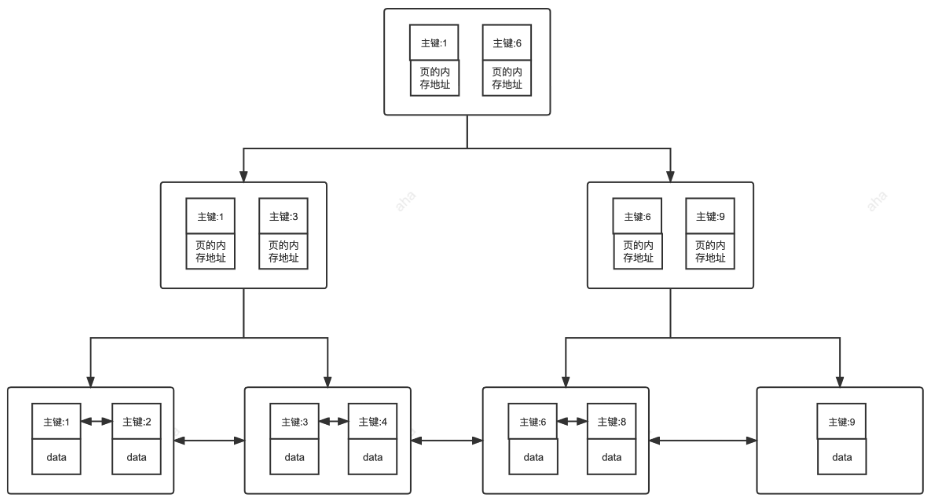 主键:1
主键:6
页的内
存地址
页的内
存地址
aha
aha
主键:1
主键:3
主键:6
主键:9
页的内
存地址
页的内
存地址
页的内
存地址
页的内
存地址
主键:1
主键:2
主键:3
主键:4
主键:6
主键:8
主键:9
data
data
data
data
data
data
data